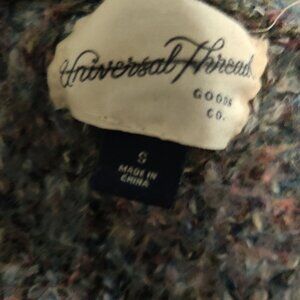 Universal Thread
GOODS
CO.
S
MADE IN
CHINA